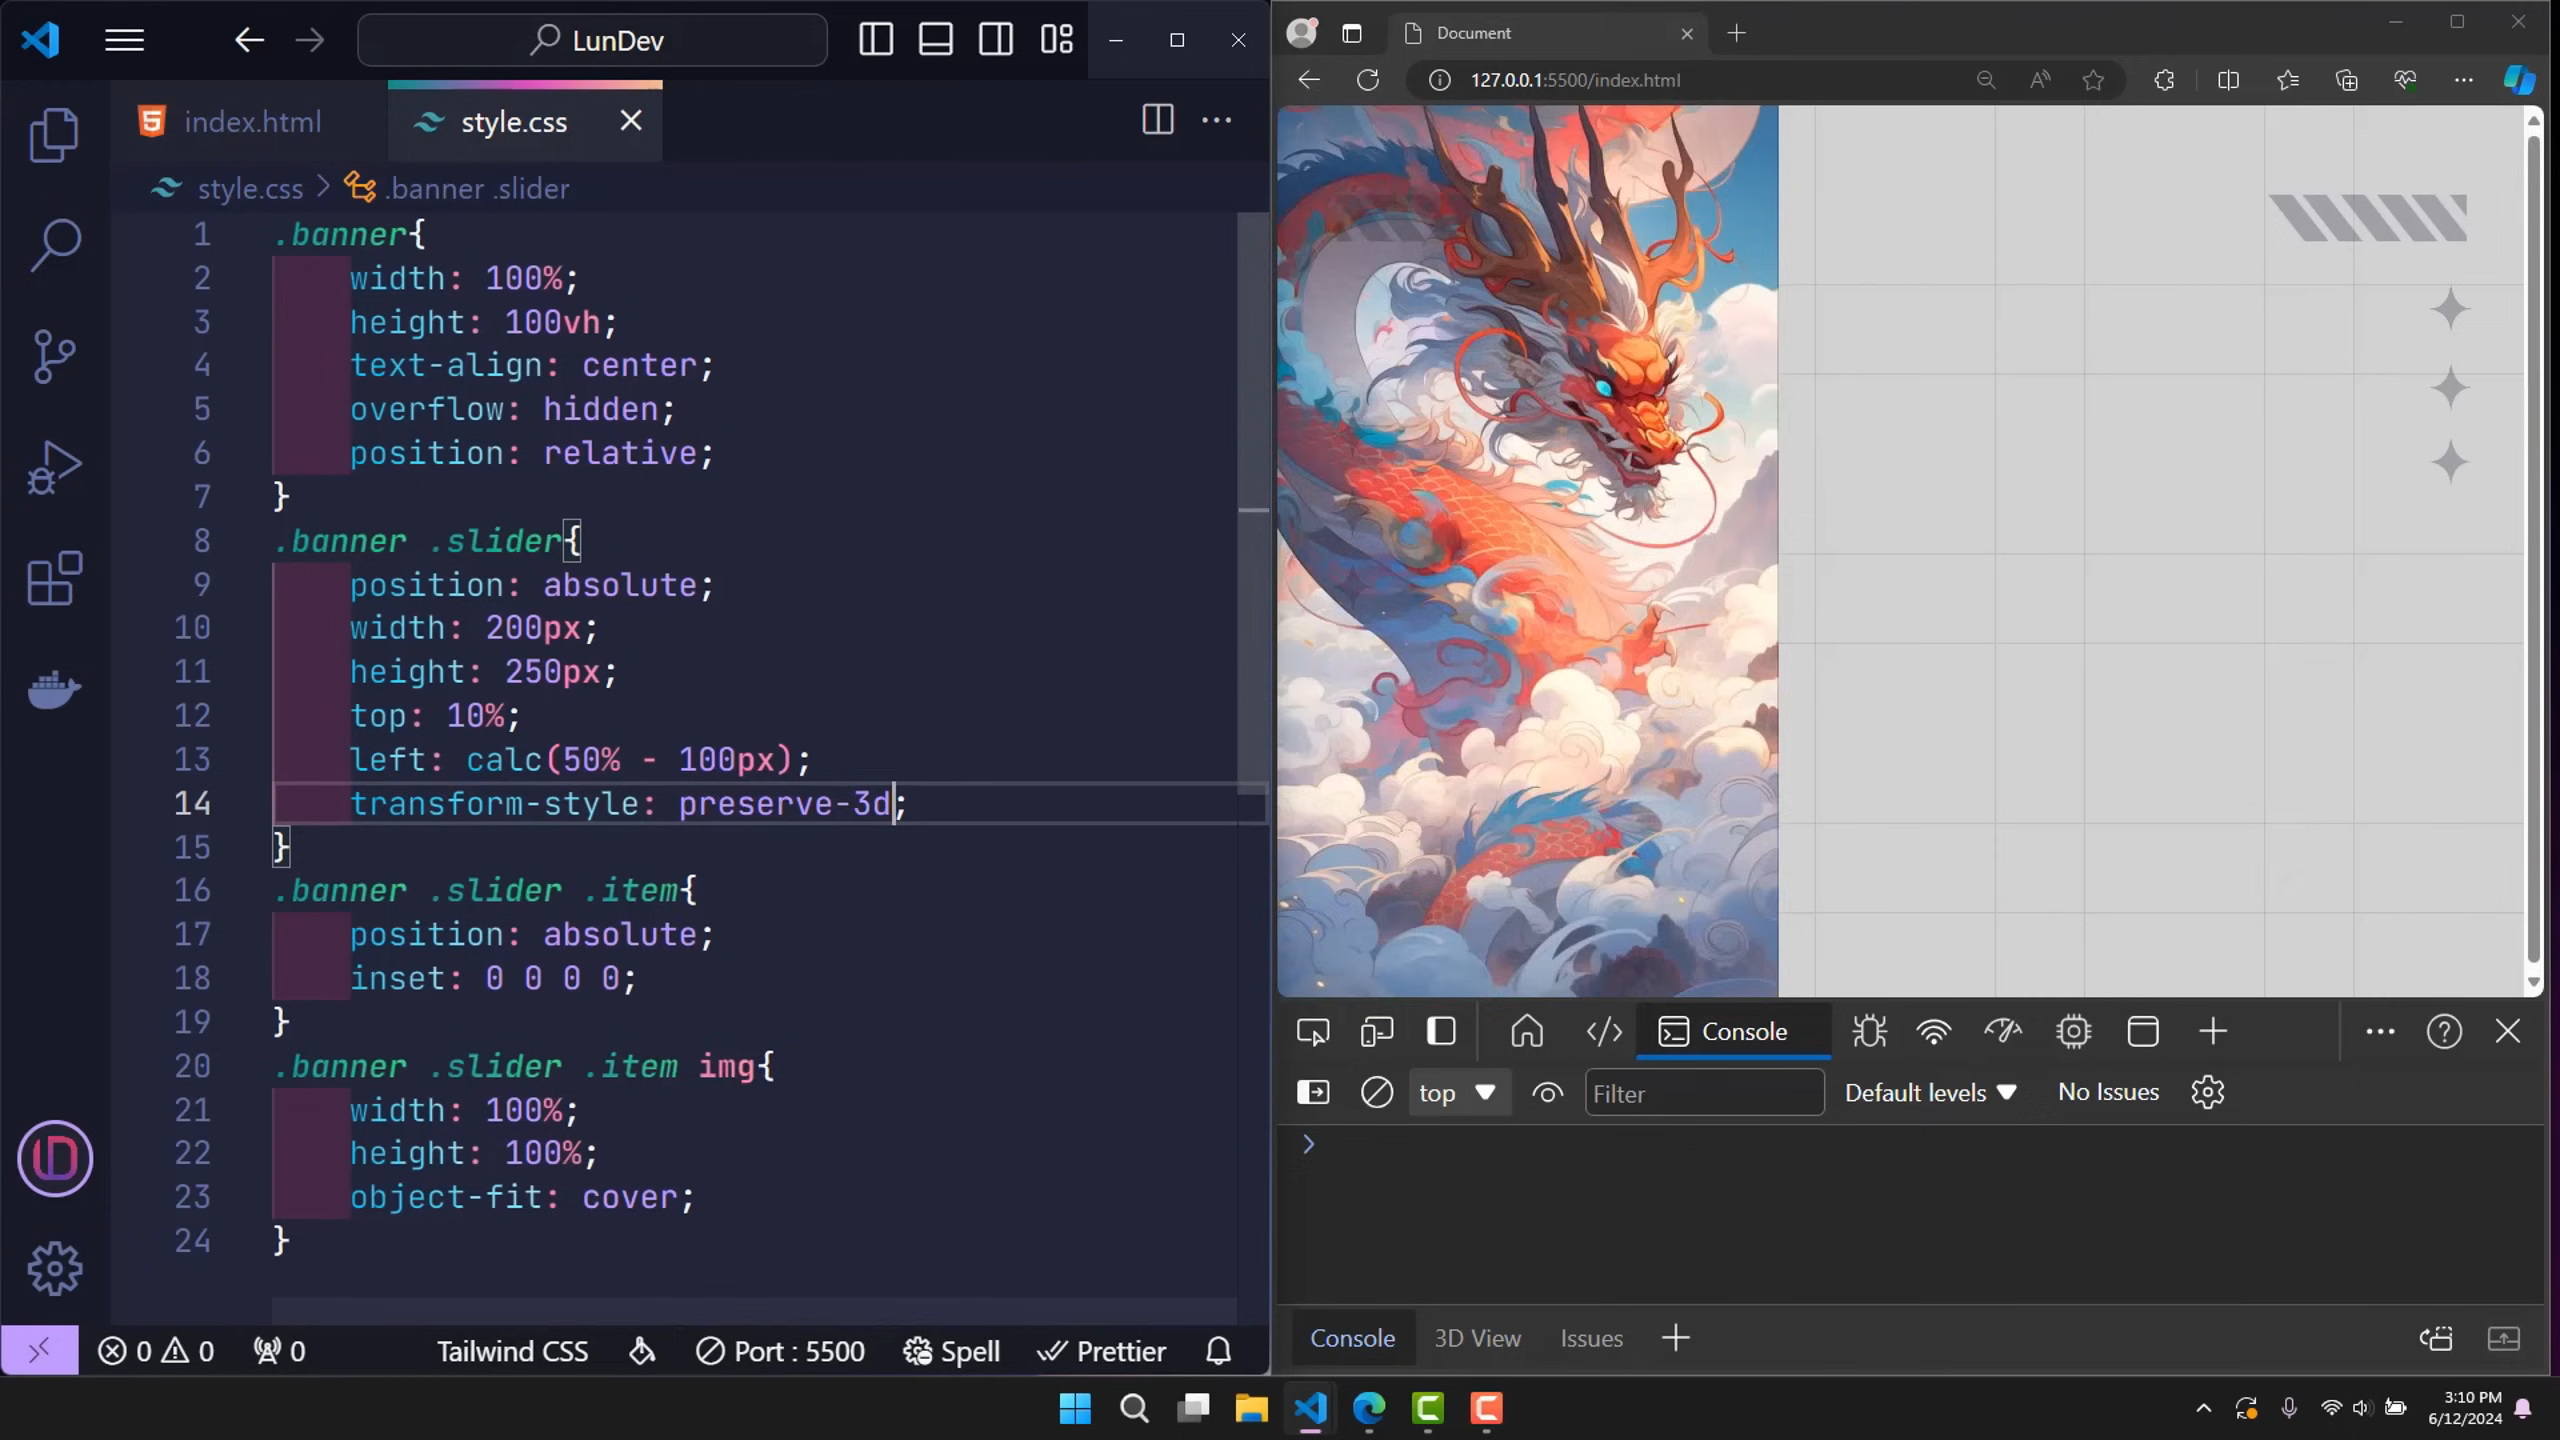 LunDev
index.html
style.css
style.css > .banner .slider
1 .banner{
2 width: 100%;
3 height: 100vh;
4 text-align: center;
5 overflow: hidden;
6 position: relative;
7 }
8 .banner .slider{
9 position: absolute;
10 width: 200px;
11 height: 250px;
12 top: 10%;
13 left: calc(50% - 100px);
14 transform-style: preserve-3d;
15 }
16 .banner .slider .item{
17 position: absolute;
18 inset: 0 0 0 0;
19 }
20 .banner .slider .item img{
21 width: 100%;
22 height: 100%;
23 object-fit: cover;
24 }
0 0 0 Tailwind CSS Port : 5500 Spell Prettier
Document
127.0.0.1:5500/index.html
Console
top Filter Default levels No Issues
Console 3D View Issues
3:10 PM
6/12/2024